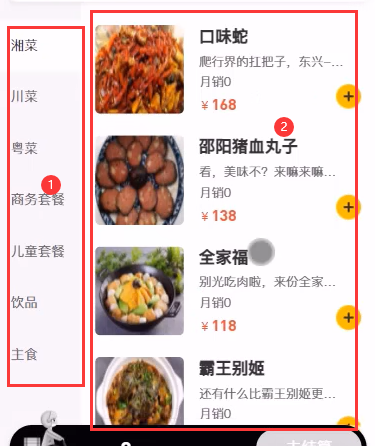 湘菜
川菜
粤菜
1
商务套餐
儿童套餐
饮品
主食
口味蛇
爬行界的扛把子，东兴-...
月销0
￥168
+
2
邵阳猪血丸子
看，美味不？来嘛来嘛...
月销0
￥138
+
全家福
别光吃肉啦，来份全家...
月销0
￥118
+
霸王别姬
还有什么比霸王别姬更...
月销0